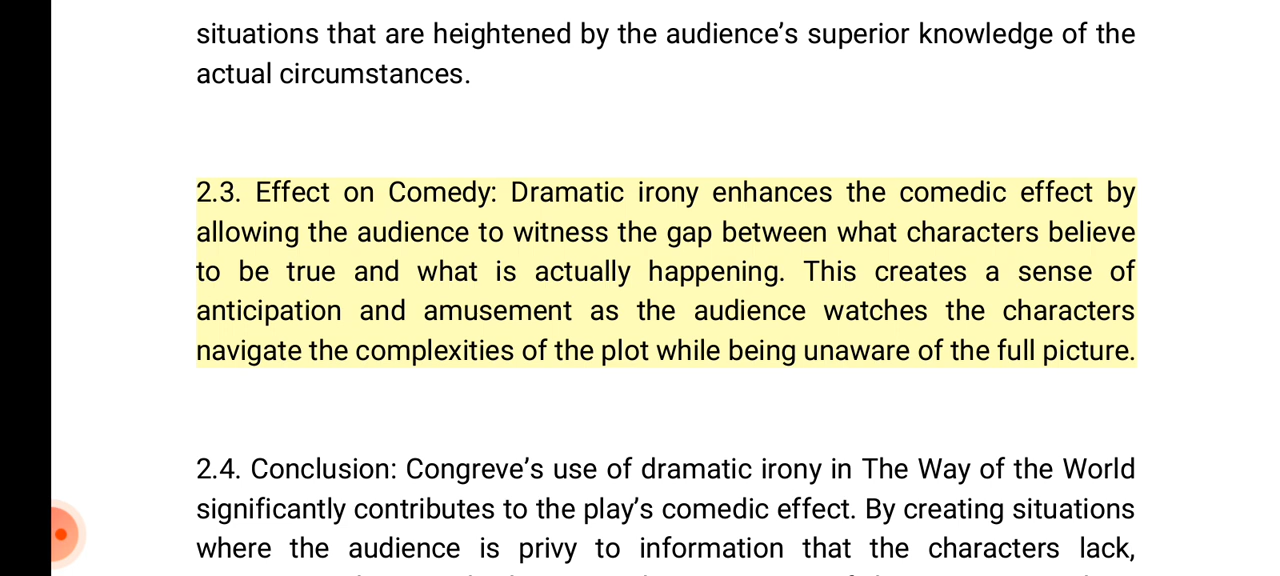 situations that are heightened by the audience’s superior knowledge of the
actual circumstances.
2.3. Effect on Comedy: Dramatic irony enhances the comedic effect by
allowing the audience to witness the gap between what characters believe
to be true and what is actually happening. This creates a sense of
anticipation and amusement as the audience watches the characters
navigate the complexities of the plot while being unaware of the full picture.
2.4. Conclusion: Congreve’s use of dramatic irony in The Way of the World
significantly contributes to the play’s comedic effect. By creating situations
where the audience is privy to information that the characters lack,